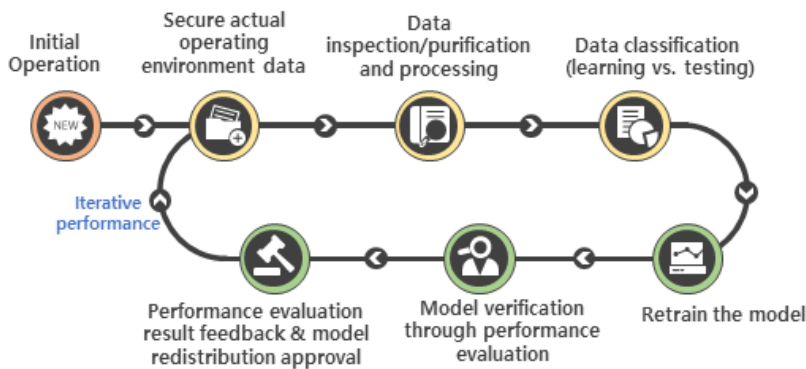 Initial
Operation
Secure actual
operating
environment data
Data
inspection/purification
and processing
Data classification
(learning vs. testing)
NEW
Iterative
performance
Performance evaluation
result feedback & model
redistribution approval
Model verification
through performance
evaluation
Retrain the model